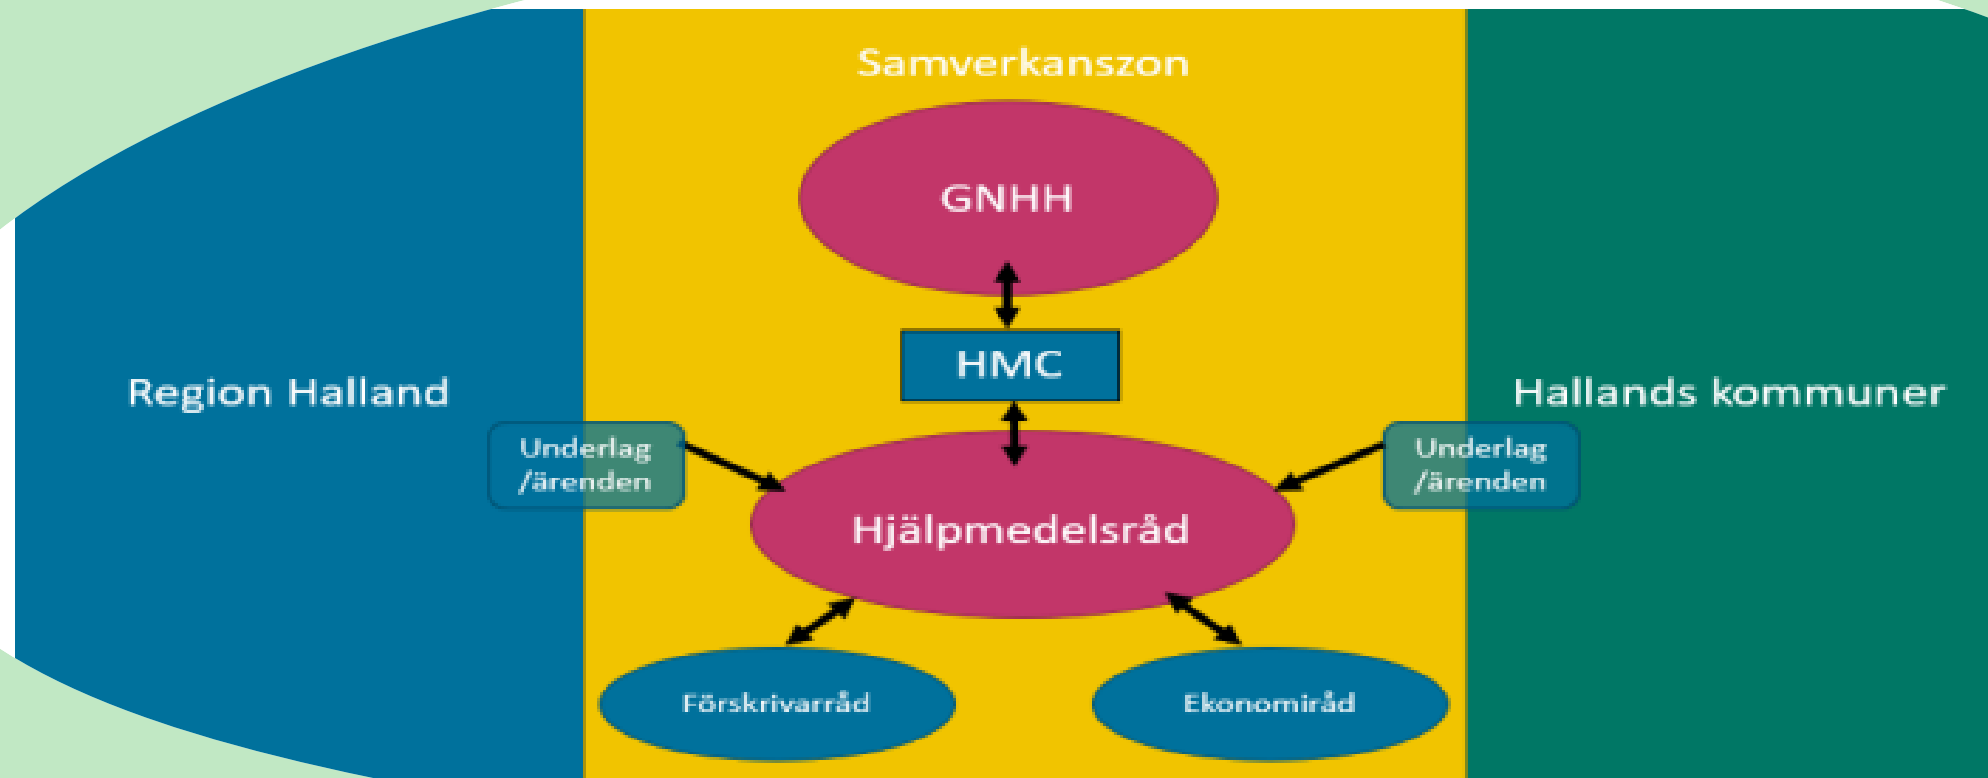 Samverkanszon
GNHH
HMC
Region Halland
Hallands kommuner
Underlag
/ärenden
Underlag
/ärenden
Hjälpmedelsråd
Förskrivarråd
Ekonomiråd